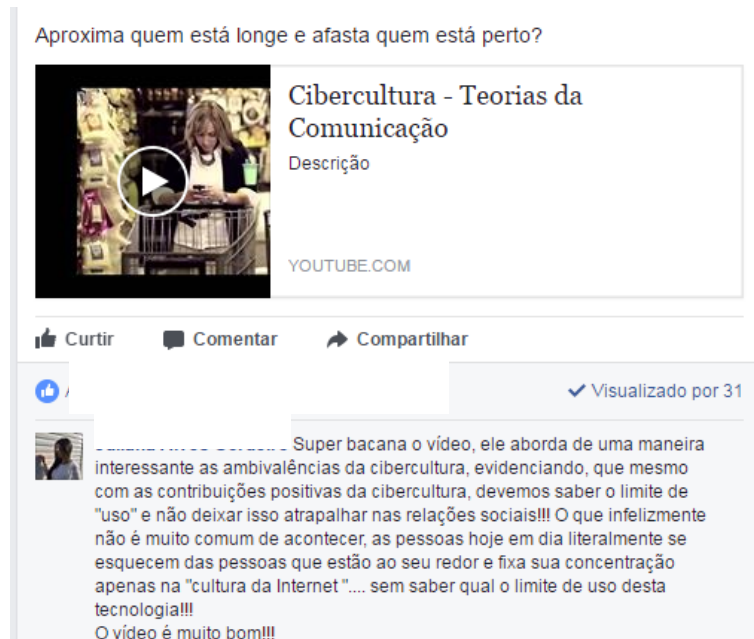 Aproxima quem está longe e afasta quem está perto?
Cibercultura - Teorias da
Comunicação
Descrição
YOUTUBE.COM
Curtir Comentar Compartilhar
Visualizado por 31
Super bacana o vídeo, ele aborda de uma maneira
interessante as ambivalências da cibercultura, evidenciando, que mesmo
com as contribuições positivas da cibercultura, devemos saber o limite de
"uso" e não deixar isso atrapalhar nas relações sociais!!! O que infelizmente
não é muito comum de acontecer, as pessoas hoje em dia literalmente se
esquecem das pessoas que estão ao seu redor e fixa sua concentração
apenas na "cultura da Internet ".... sem saber qual o limite de uso desta
tecnologia!!!
O vídeo é muito bom!!!